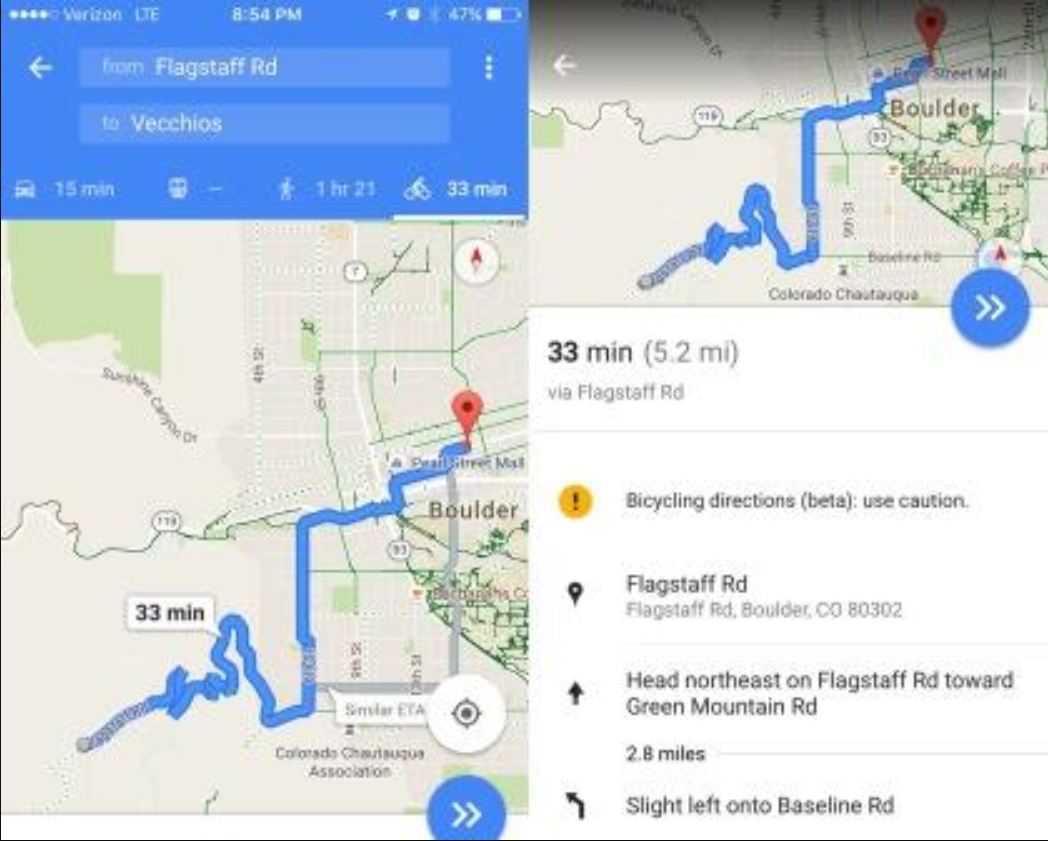 Verizon LTE 8:54 PM 47%
from Flagstaff Rd
to Vecchios
15 min – 1 hr 21 33 min
7
4th St
Sunshine Canyon Dr
Pearl Street Mall
Boulder
119
93
33 min
9th St
Similar ETA
Colorado Chautauqua
Association
Pearl Street Mall
119
Boulder
93
9th St
Baseline Rd
Colorado Chautauqua
33 min (5.2 mi)
via Flagstaff Rd
Bicycling directions (beta): use caution.
Flagstaff Rd
Flagstaff Rd, Boulder, CO 80302
Head northeast on Flagstaff Rd toward
Green Mountain Rd
2.8 miles
Slight left onto Baseline Rd